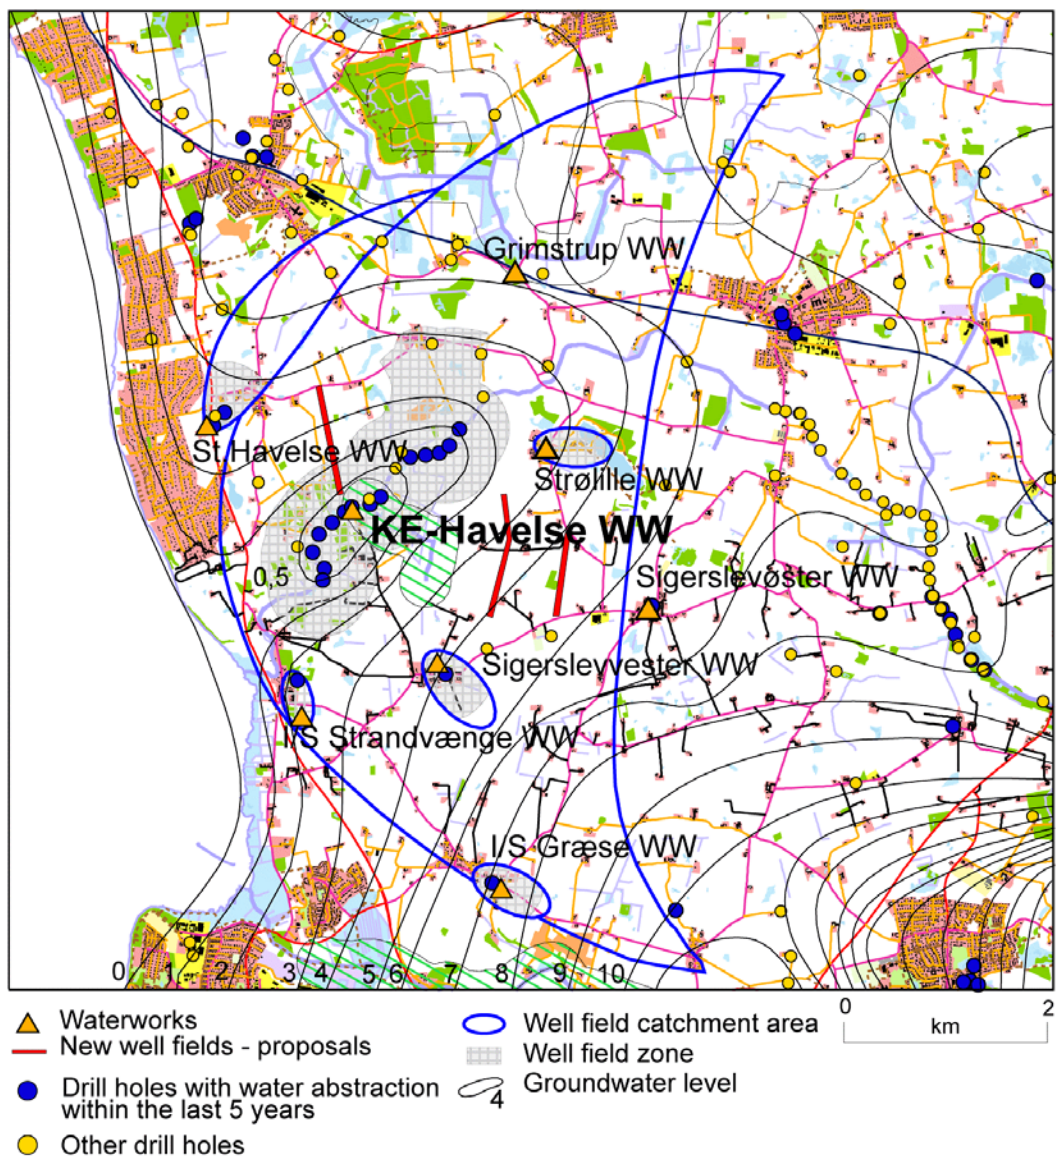 Grimstrup WW
St.Havelse WW
Strølille WW
KE-Havelse WW
0,5
Sigerslevøster WW
Sigerslevvester WW
I/S Strandvænge WW
I/S Græse WW
0 1 2 3 4 5 6 7 8 9 10
0 2
km
Waterworks
New well fields - proposals
Drill holes with water abstraction
within the last 5 years
Other drill holes
Well field catchment area
Well field zone
Groundwater level
4